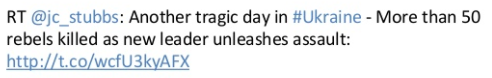 RT @jc_stubbs: Another tragic day in #Ukraine - More than 50
rebels killed as new leader unleashes assault:
http://t.co/wcfU3kyAFX